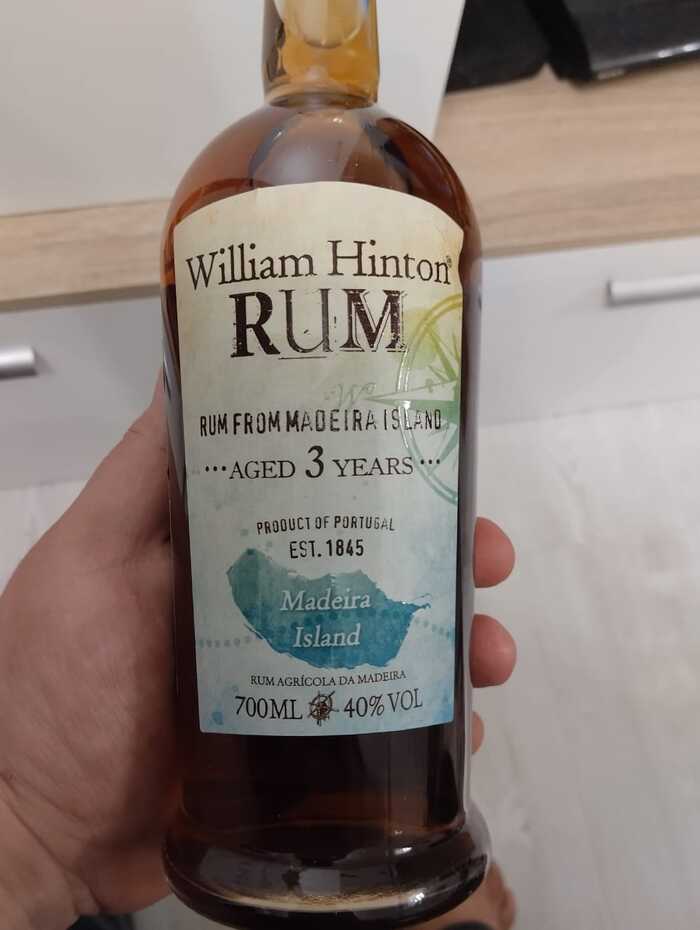 William Hinton®
RUM
RUM FROM MADEIRA ISLAND
···AGED 3 YEARS···
PRODUCT OF PORTUGAL
EST. 1845
Madeira
Island
RUM AGRÍCOLA DA MADEIRA
700ML 40% VOL